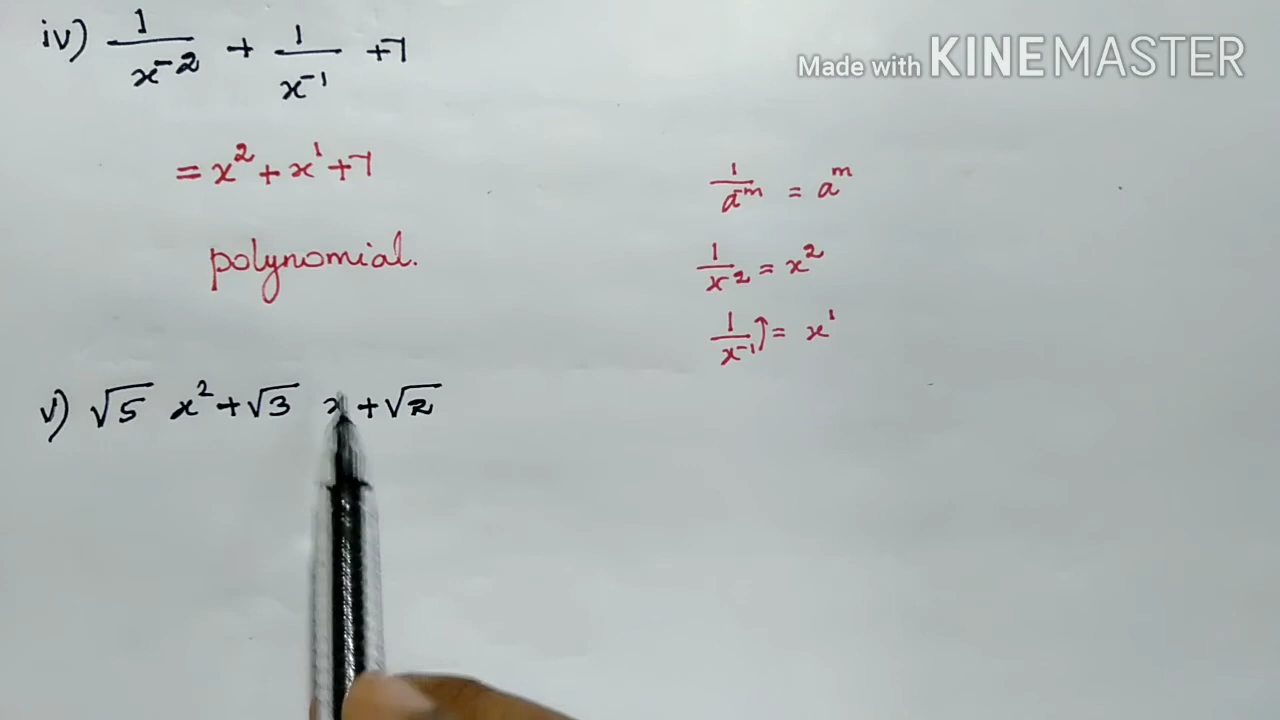 iv) 1/x⁻² + 1/x⁻¹ + 7
Made with KINEMASTER
= x² + x¹ + 7
1/a⁻ᵐ = aᵐ
polynomial.
1/x⁻² = x²
1/x⁻¹ = x¹
v) √5 x² + √3 x + √2